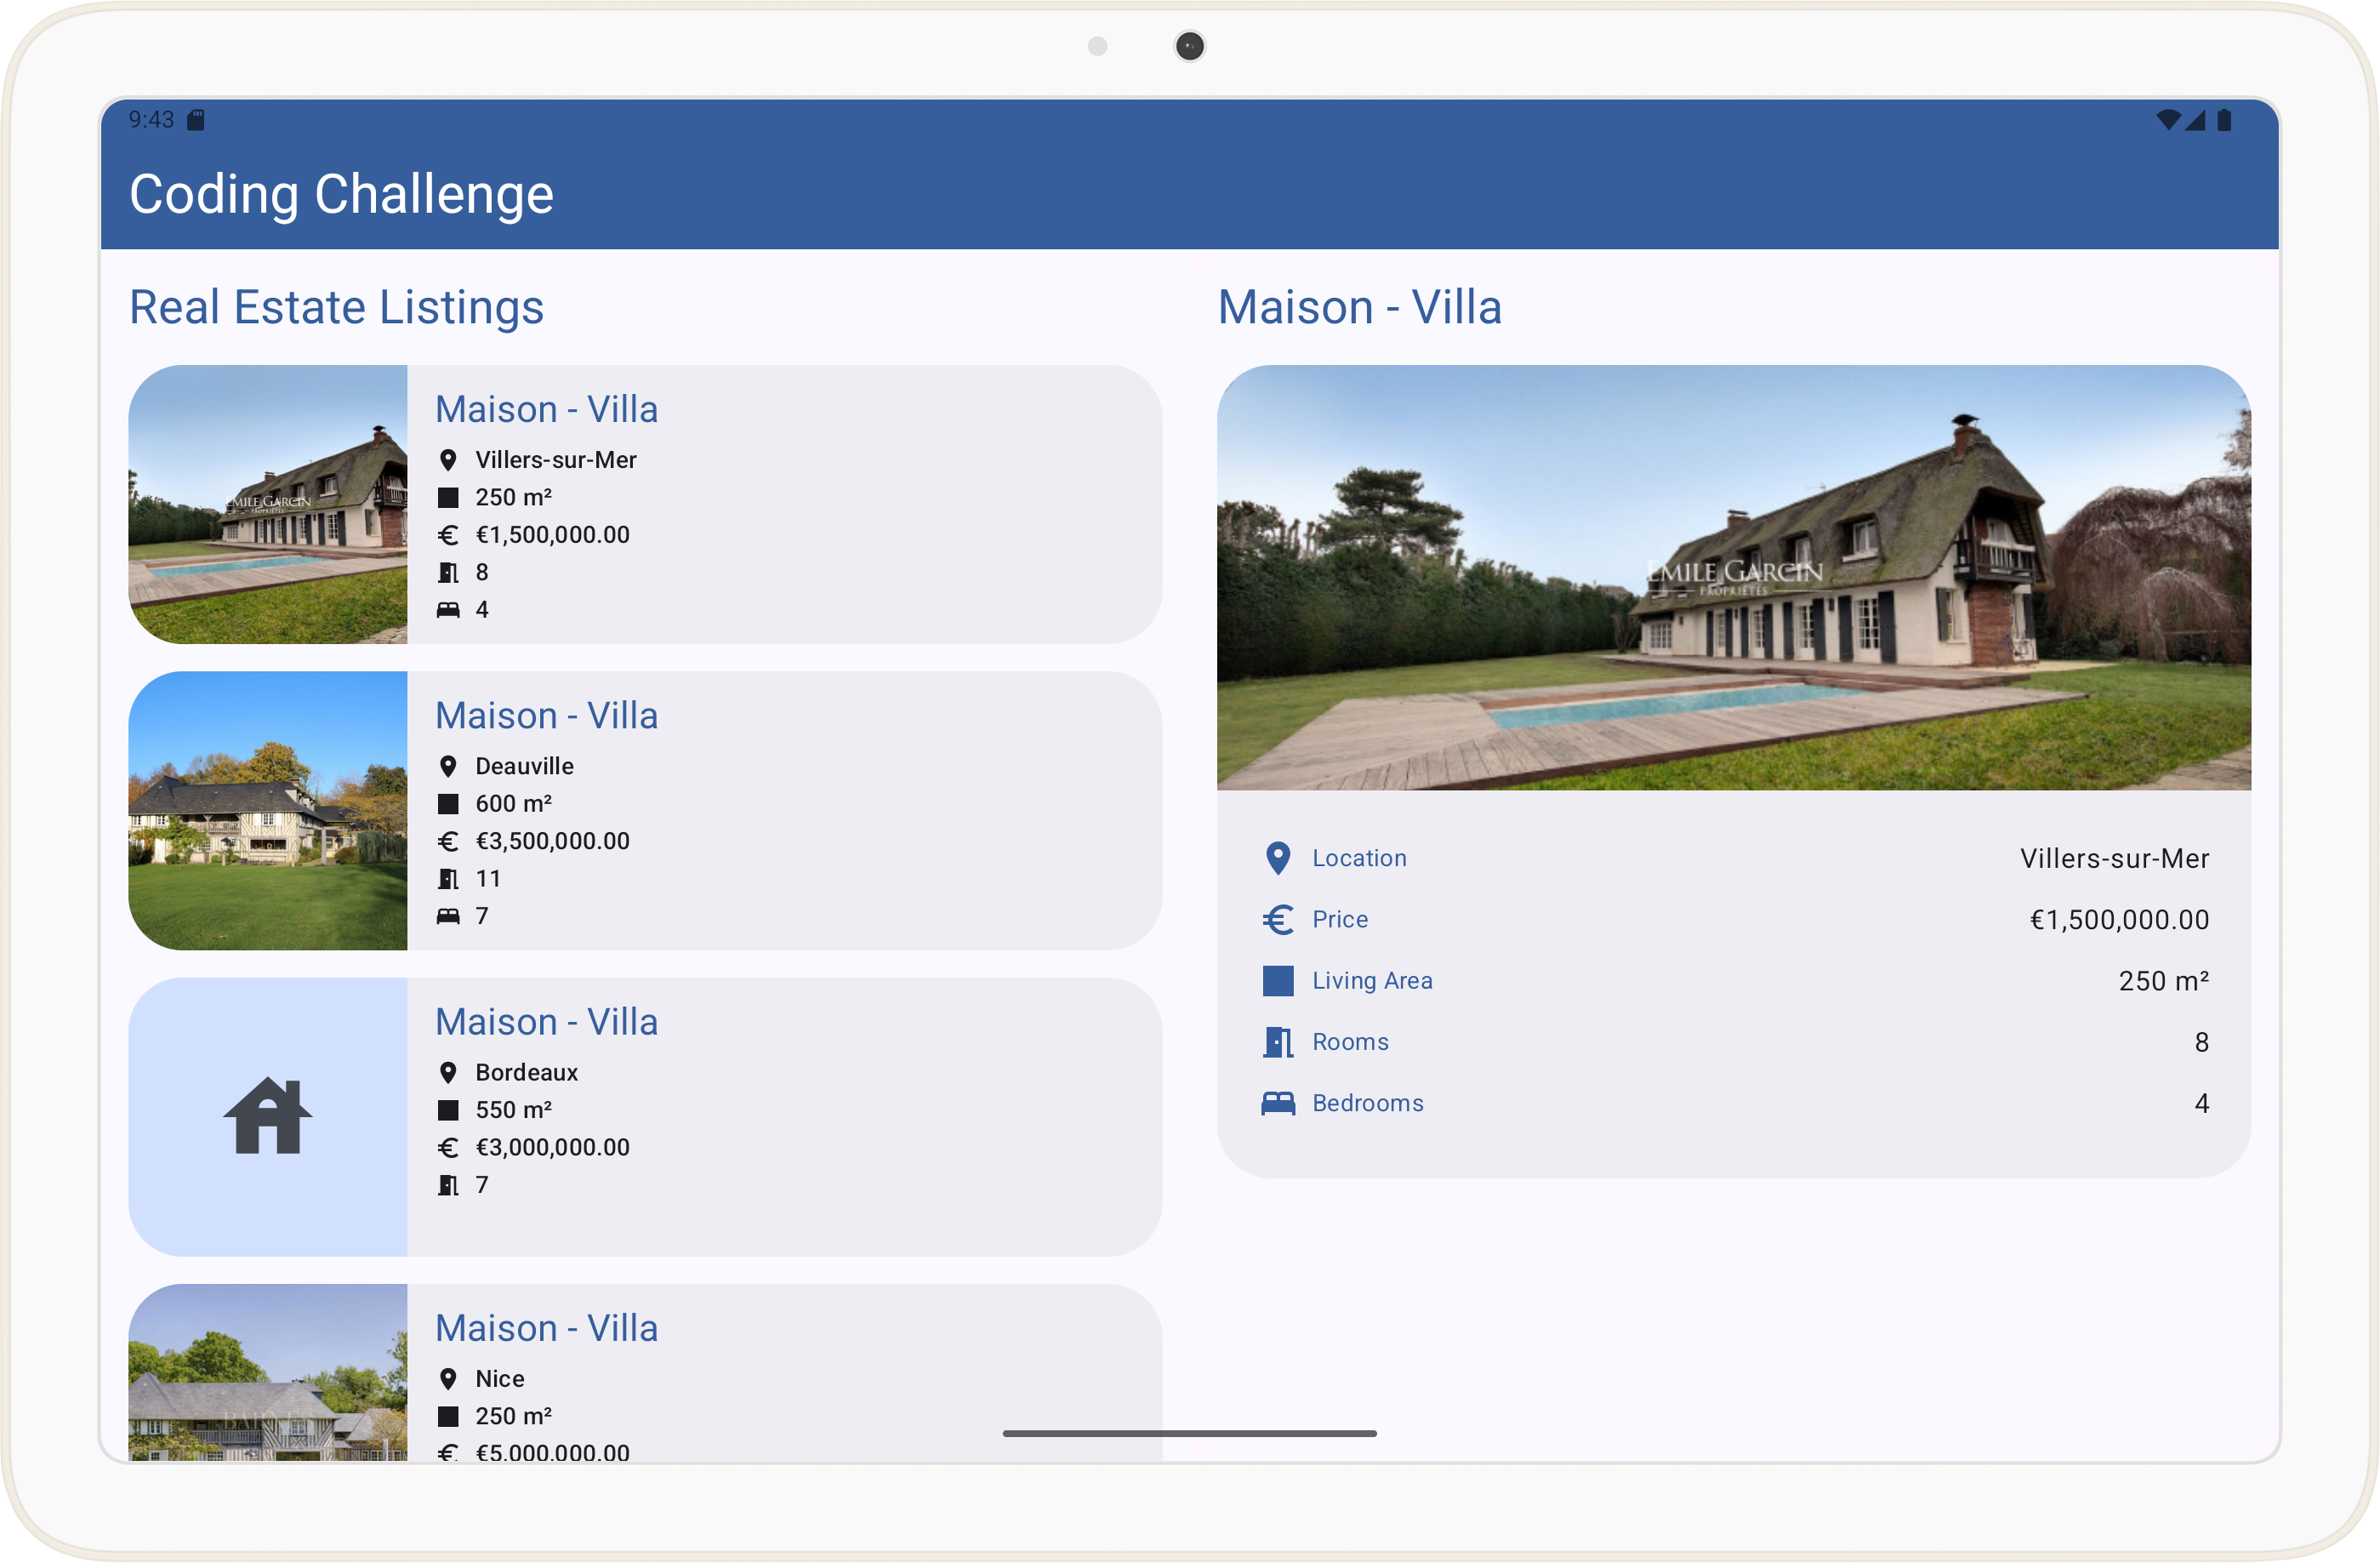 9:43
Coding Challenge
Real Estate Listings
Maison - Villa
Villers-sur-Mer
250 m²
€1,500,000.00
8
4
EMILE GARCIN
PROPRIÉTÉS
Maison - Villa
Deauville
600 m²
€3,500,000.00
11
7
Maison - Villa
Bordeaux
550 m²
€3,000,000.00
7
Maison - Villa
Nice
250 m²
€5,000,000.00
Maison - Villa
EMILE GARCIN
PROPRIÉTÉS
Location
Villers-sur-Mer
Price
€1,500,000.00
Living Area
250 m²
Rooms
8
Bedrooms
4